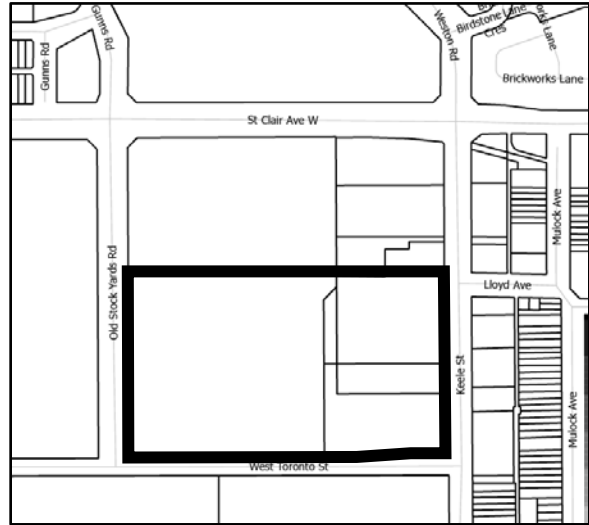 Gunns Rd
Gunns Rd
Weston Rd
Birdstone Lane
Cres
Brickworks Lane
St Clair Ave W
Mulock Ave
Old Stock Yards Rd
Lloyd Ave
Keele St
Mulock Ave
West Toronto St